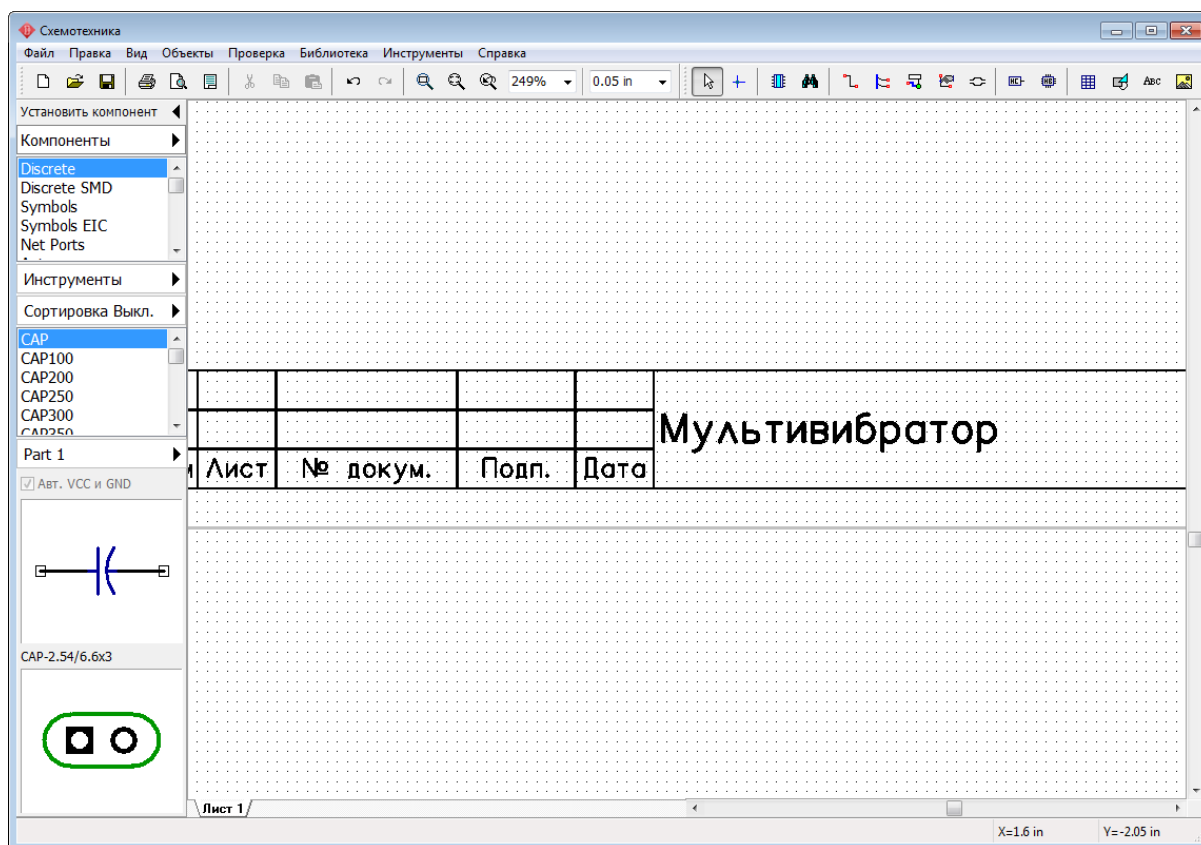 Схемотехника
Файл Правка Вид Объекты Проверка Библиотека Инструменты Справка
249% 0.05 in ABC
Установить компонент
Компоненты
Discrete
Discrete SMD
Symbols
Symbols EIC
Net Ports
Инструменты
Сортировка Выкл.
CAP
CAP100
CAP200
CAP250
CAP300
CAP350
Part 1
Авт. VCC и GND
CAP-2.54/6.6x3
Мультивибратор
Лист № докум. Подп. Дата
Лист 1
X=1.6 in Y=-2.05 in